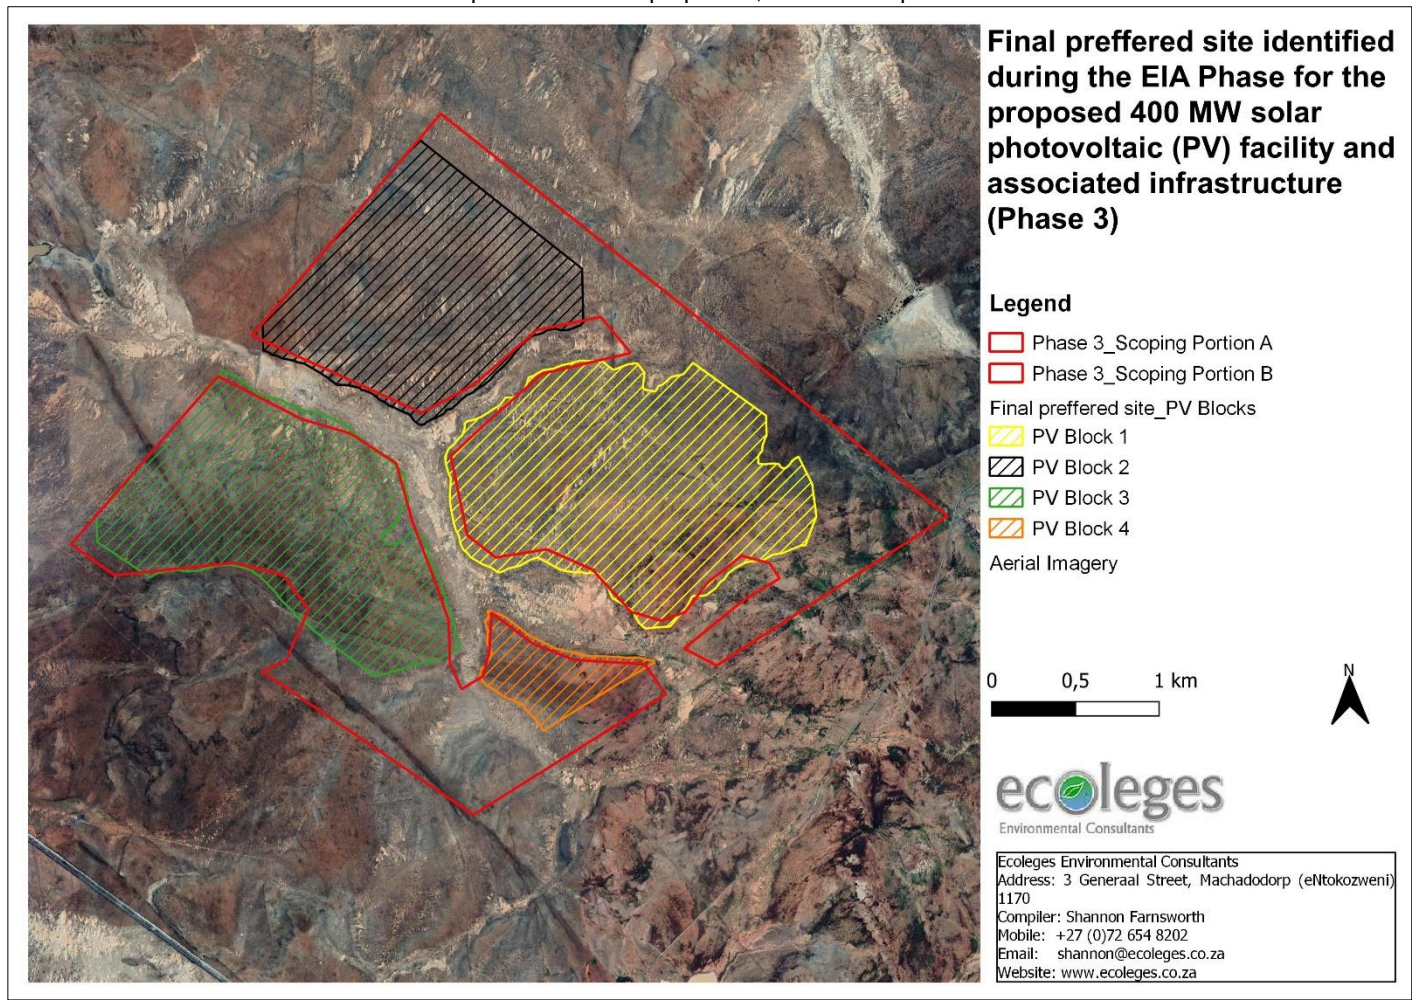 Final preffered site identified
during the EIA Phase for the
proposed 400 MW solar
photovoltaic (PV) facility and
associated infrastructure
(Phase 3)
Legend
Phase 3_Scoping Portion A
Phase 3_Scoping Portion B
Final preffered site_PV Blocks
PV Block 1
PV Block 2
PV Block 3
PV Block 4
Aerial Imagery
0 0,5 1 km
N
ecoleges
Environmental Consultants
Ecoleges Environmental Consultants
Address: 3 Generaal Street, Machadodorp (eNtokozweni)
1170
Compiler: Shannon Farnsworth
Mobile: +27 (0)72 654 8202
Email: shannon@ecoleges.co.za
Website: www.ecoleges.co.za